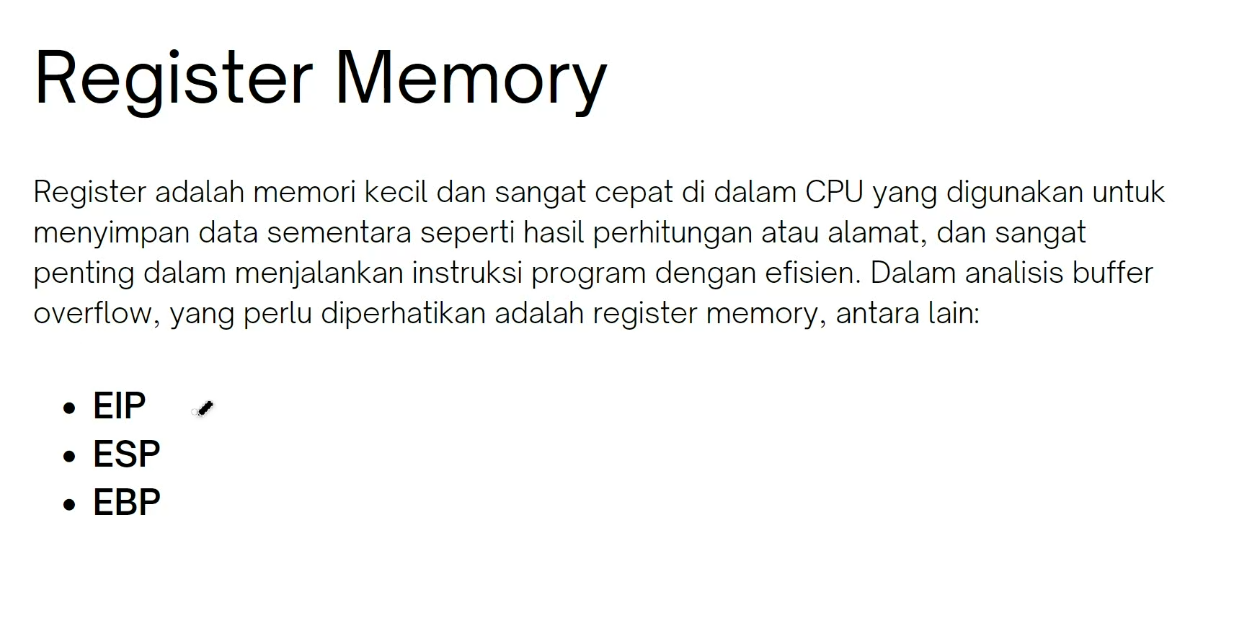 Register Memory
Register adalah memori kecil dan sangat cepat di dalam CPU yang digunakan untuk
menyimpan data sementara seperti hasil perhitungan atau alamat, dan sangat
penting dalam menjalankan instruksi program dengan efisien. Dalam analisis buffer
overflow, yang perlu diperhatikan adalah register memory, antara lain:
• EIP
• ESP
• EBP